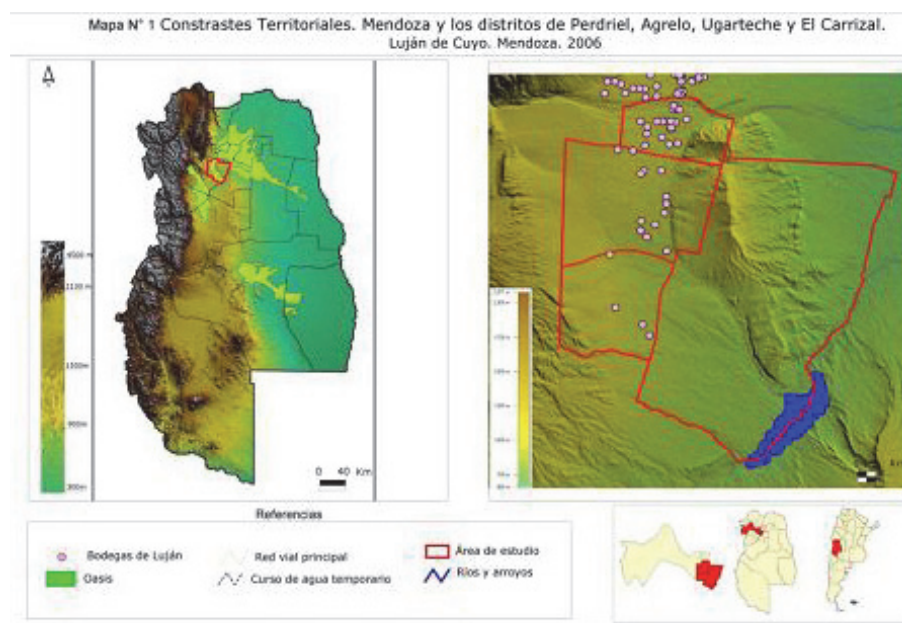 Mapa N° 1 Constrastes Territoriales. Mendoza y los distritos de Perdriel, Agrelo, Ugarteche y El Carrizal.
Luján de Cuyo. Mendoza. 2006
0 40 Km
Referencias
Bodegas de Luján
Red vial principal
Área de estudio
Oasis
Curso de agua temporario
Ríos y arroyos